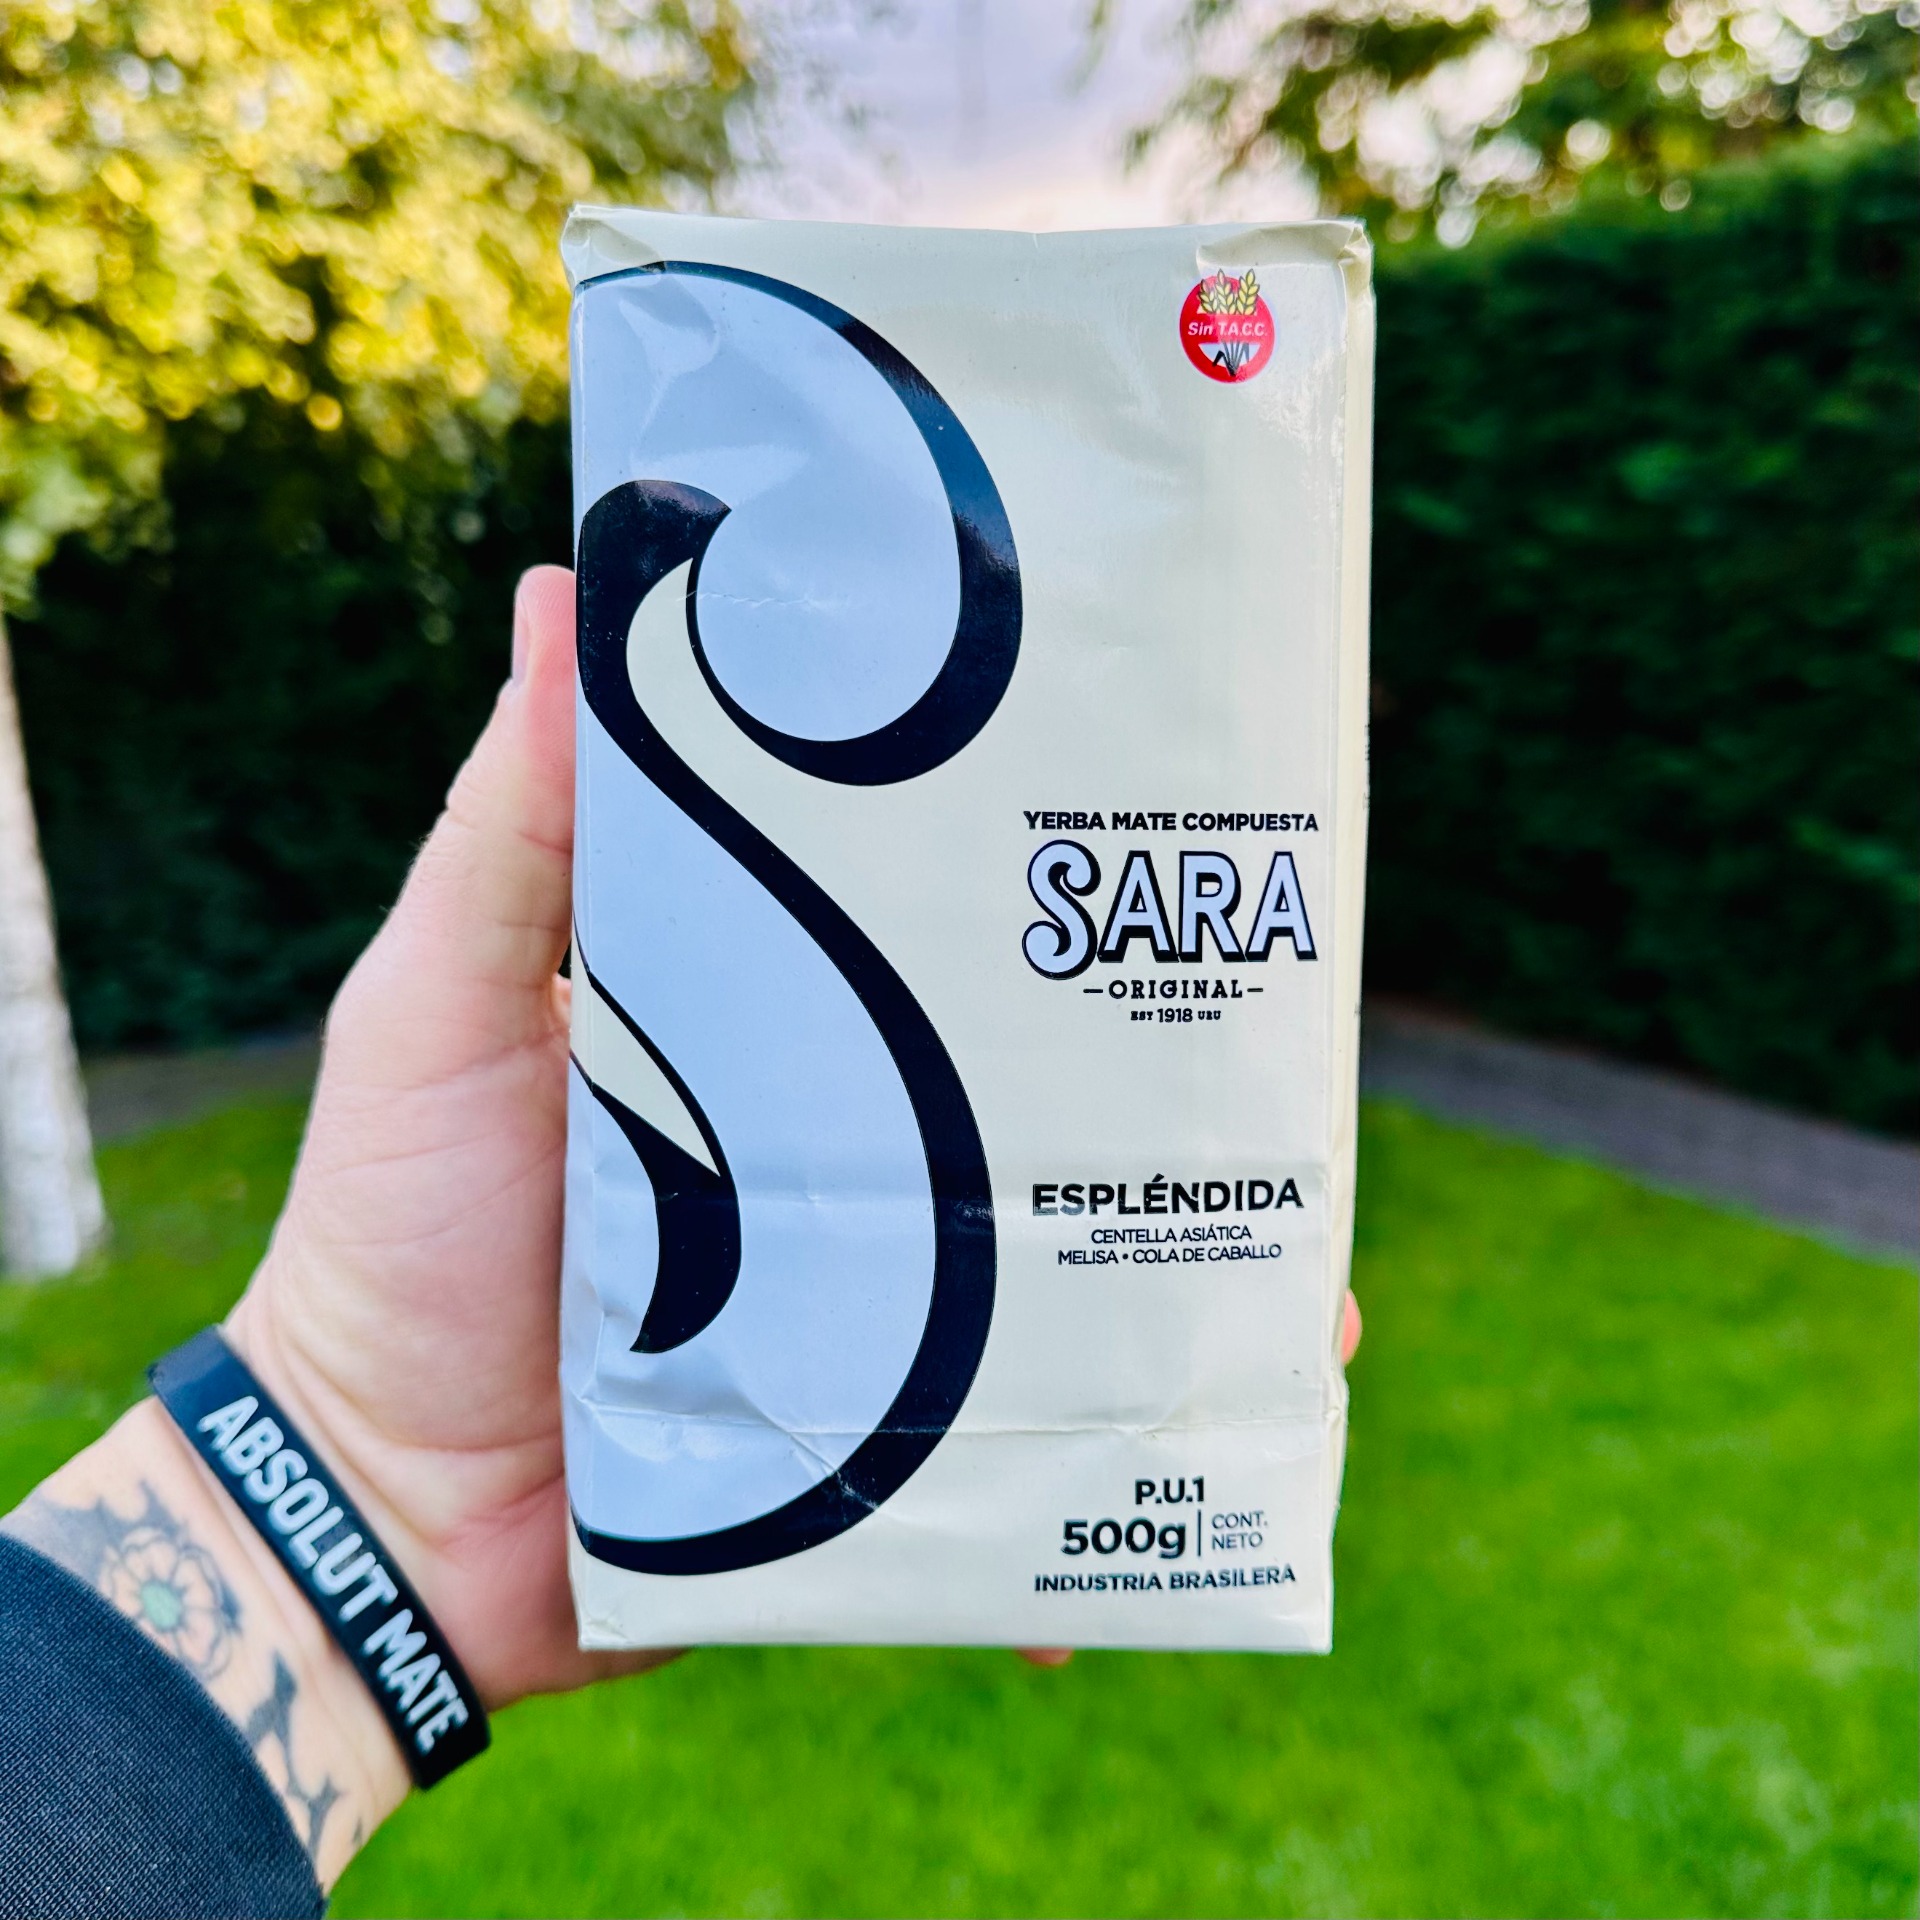 Sin T.A.C.C.
YERBA MATE COMPUESTA
SARA
ORIGINAL
EST 1918 URU
ESPLÉNDIDA
CENTELLA ASIÁTICA
MELISA • COLA DE CABALLO
P.U.1
500g | CONT.
NETO
INDUSTRIA BRASILERA
ABSOLUT MATE